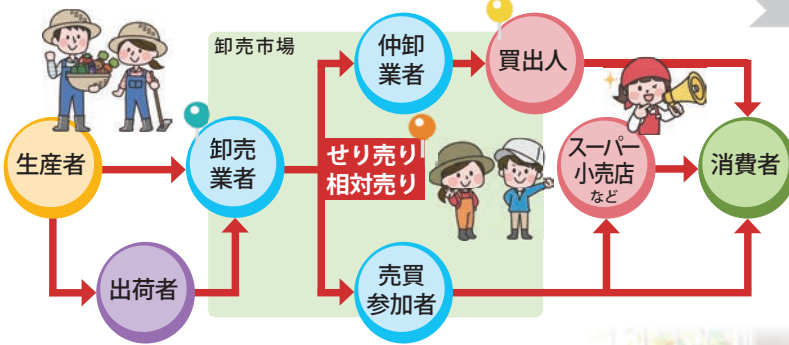 卸売市場
仲卸
業者
買出人
生産者
卸売
業者
せり売り
相対売り
スーパー
小売店
など
消費者
出荷者
売買
参加者